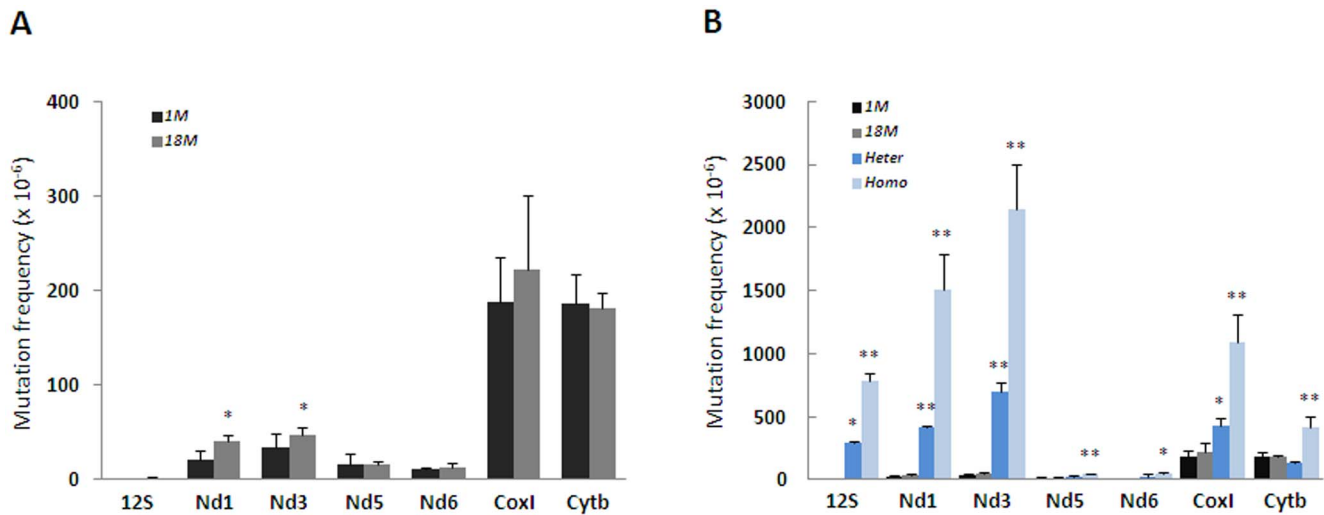 A
Mutation frequency (x 10-6)
400
300
200
100
0
1M
18M
*
*
12S Nd1 Nd3 Nd5 Nd6 CoxI Cytb
B
Mutation frequency (x 10-6)
3000
2500
2000
1500
1000
500
0
1M
18M
Heter
Homo
* **
** **
** **
**
*
* **
**
12S Nd1 Nd3 Nd5 Nd6 CoxI Cytb